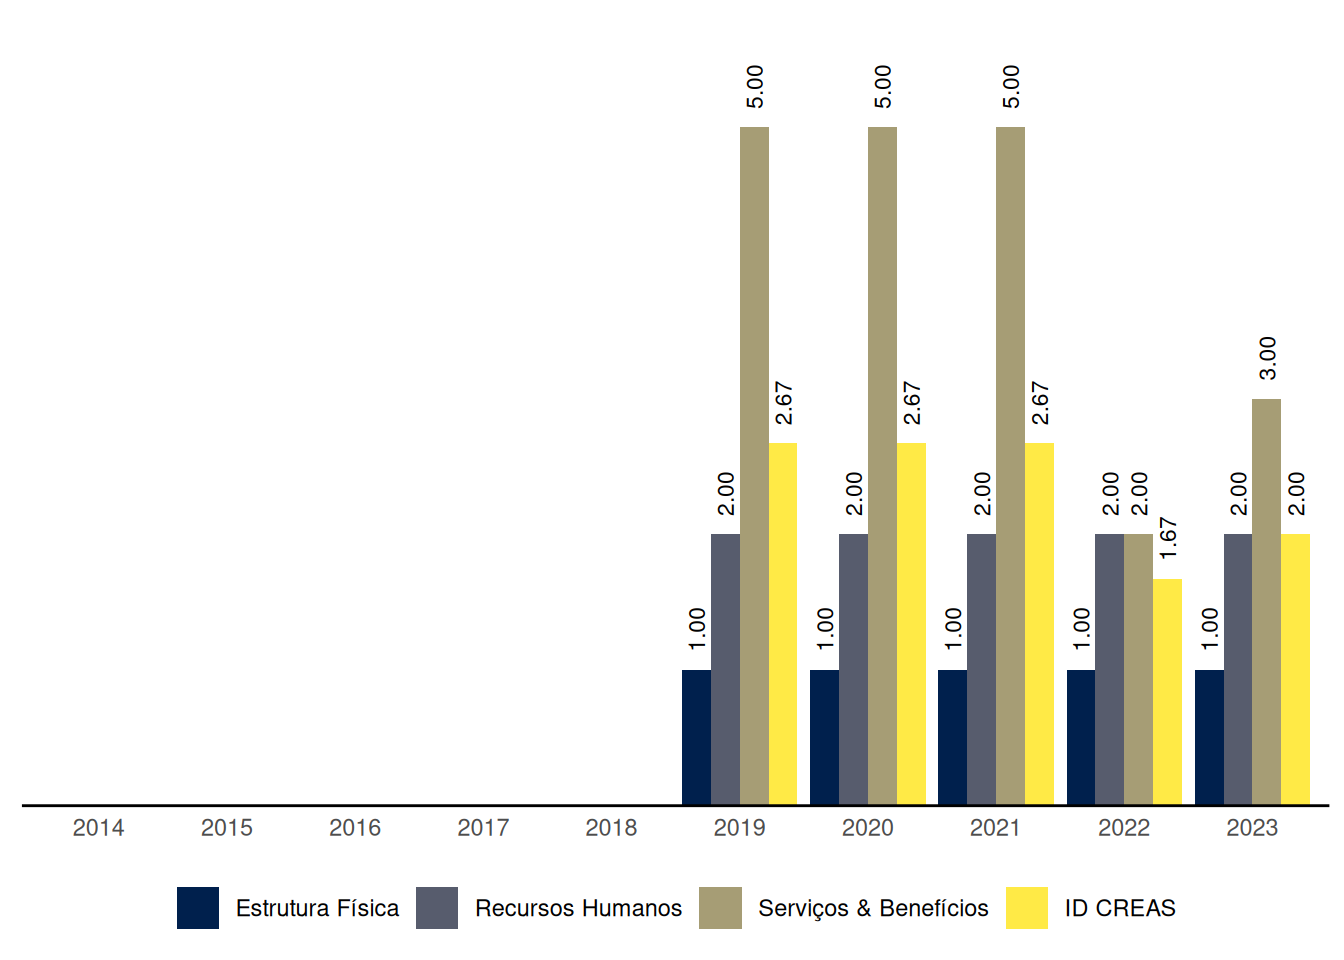 5.00 5.00 5.00
3.00
2.67 2.67 2.67
2.00 2.00 2.00 2.00 2.00 2.00 2.00
1.67
1.00 1.00 1.00 1.00 1.00
2014 2015 2016 2017 2018 2019 2020 2021 2022 2023
Estrutura Física Recursos Humanos Serviços & Benefícios ID CREAS